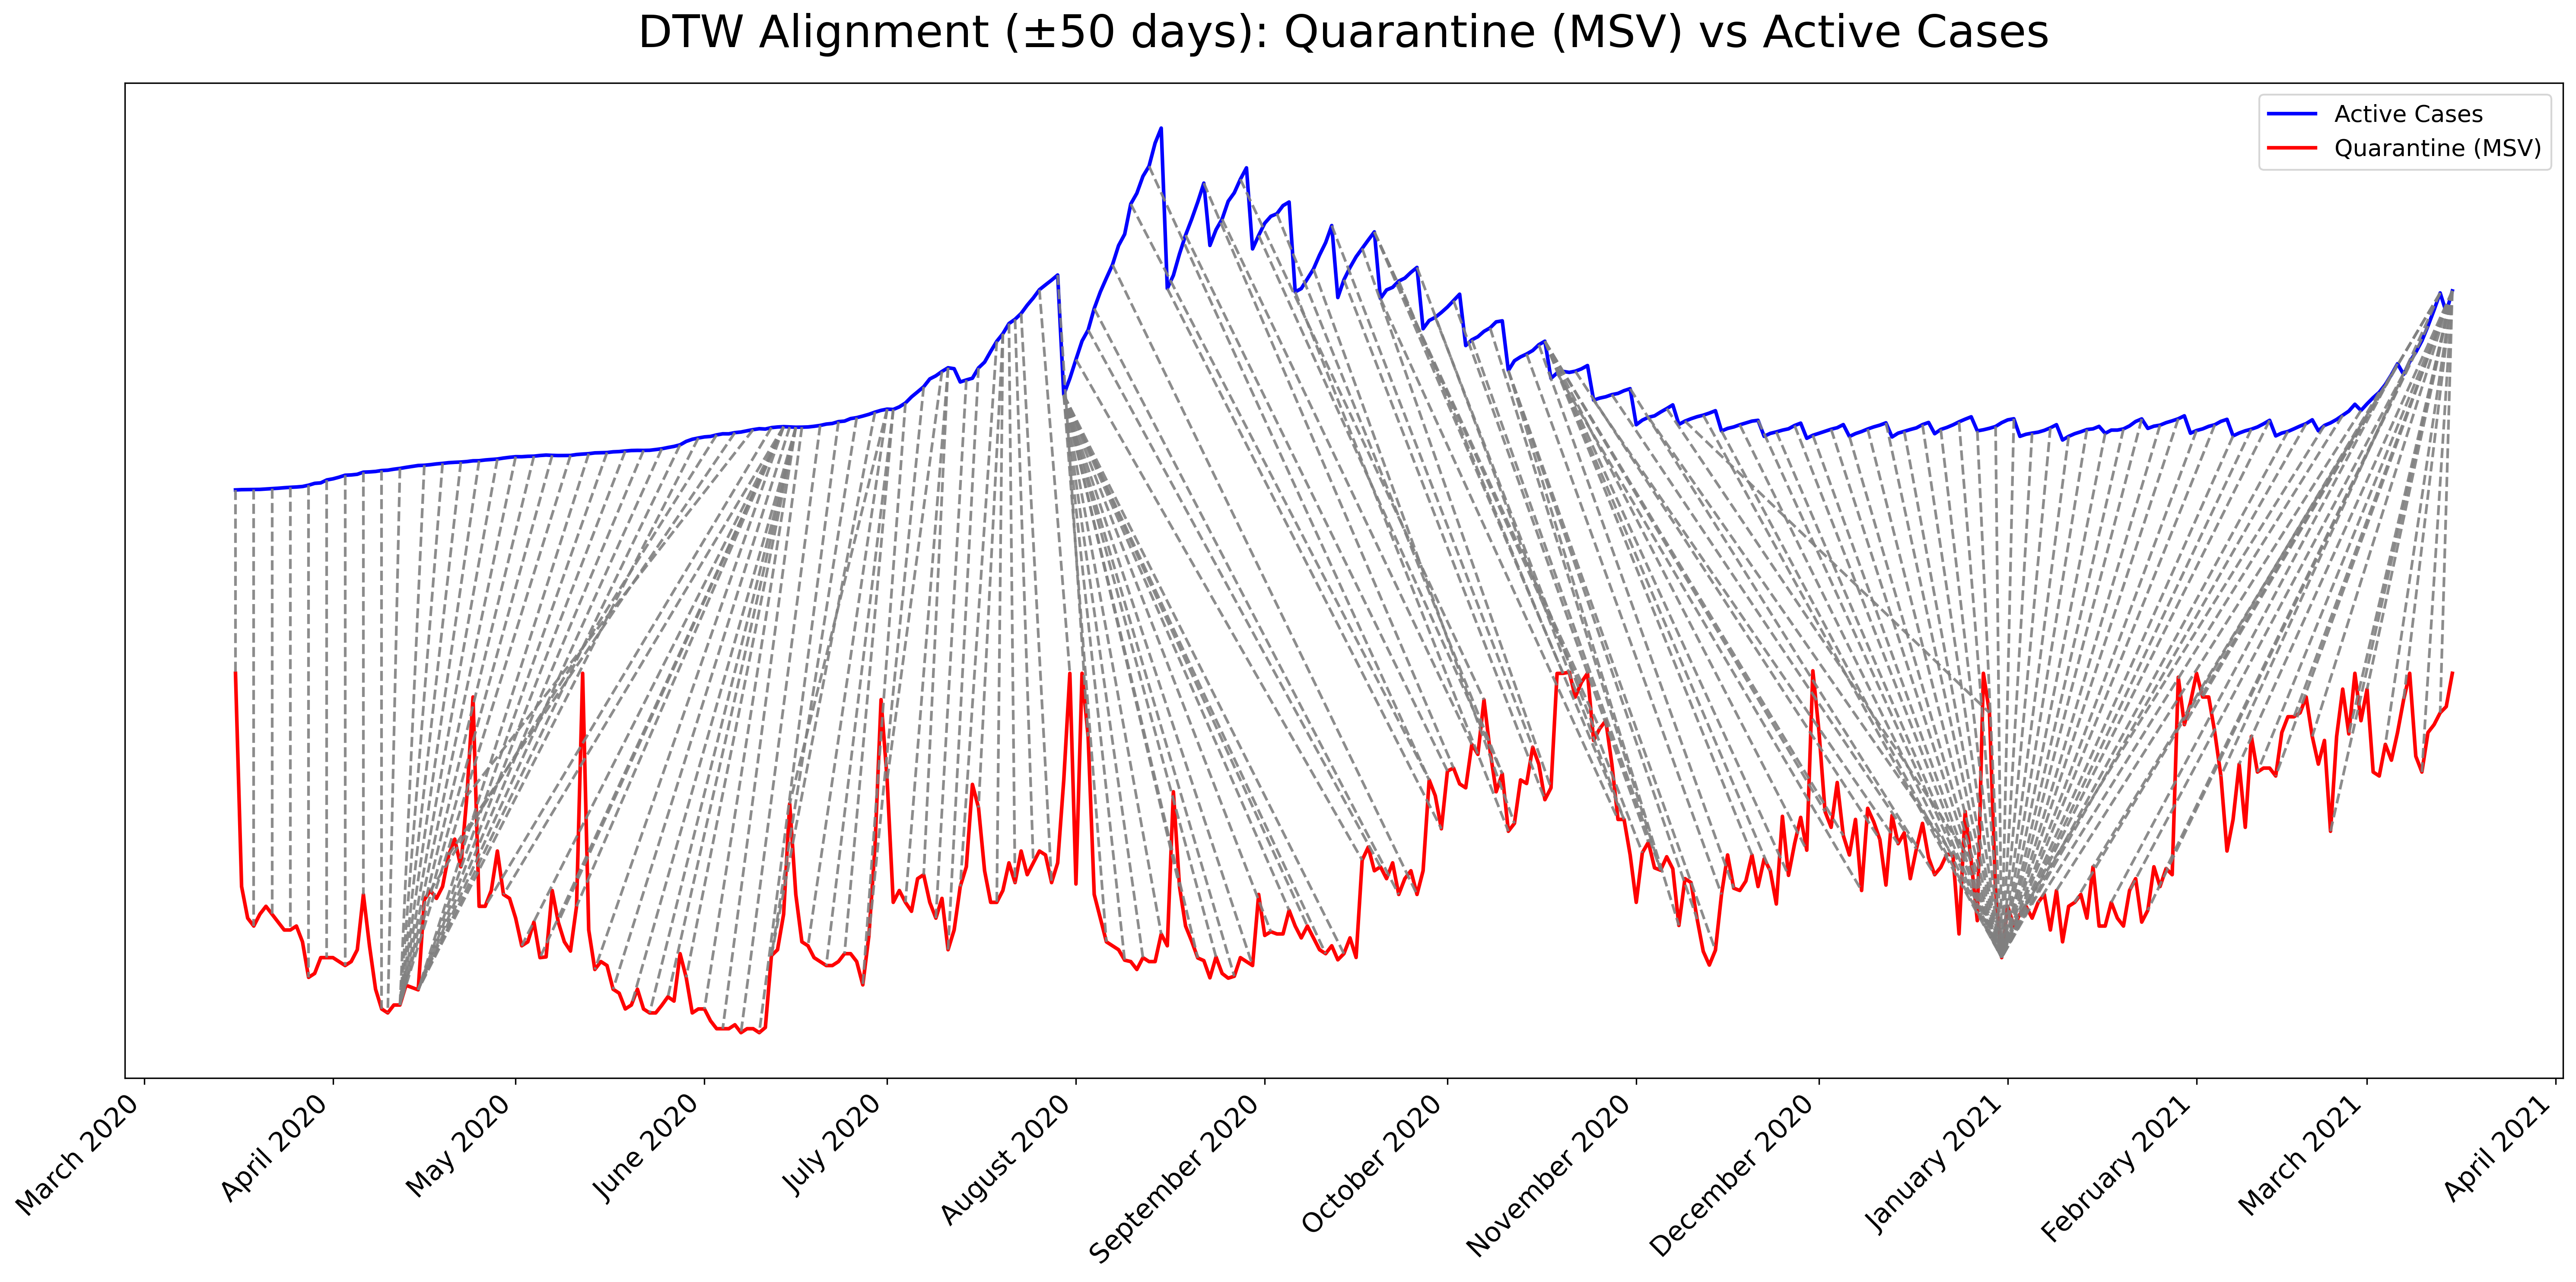 DTW Alignment (±50 days): Quarantine (MSV) vs Active Cases
Active Cases
Quarantine (MSV)
March 2020
April 2020
May 2020
June 2020
July 2020
August 2020
September 2020
October 2020
November 2020
December 2020
January 2021
February 2021
March 2021
April 2021